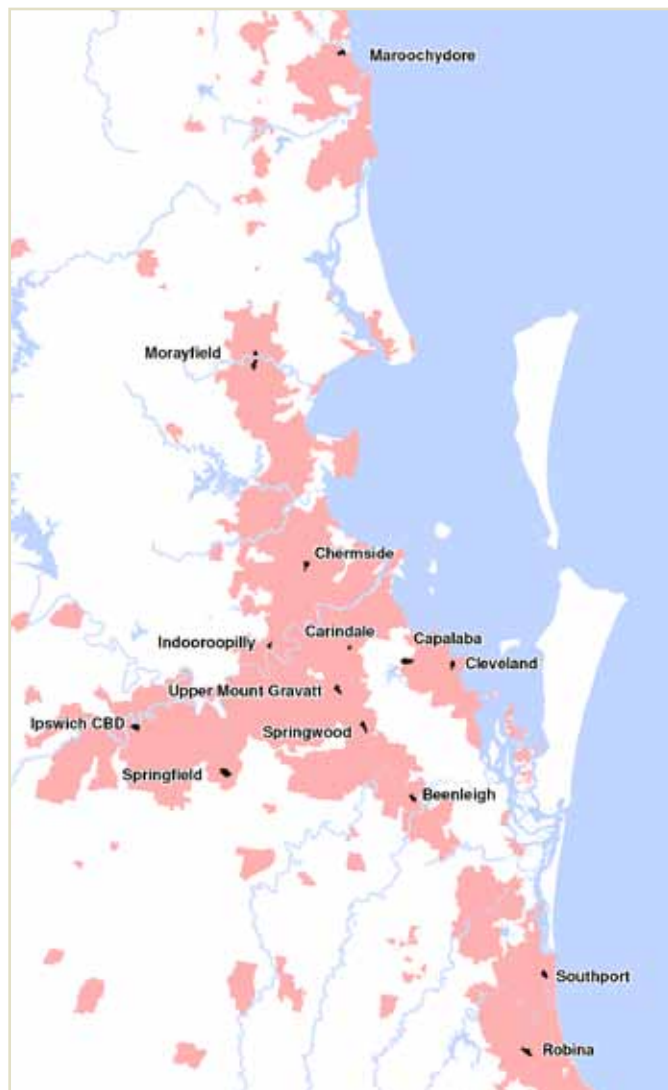 Maroochydore
Morayfield
Chermside
Indooroopilly
Carindale
Capalaba
Cleveland
Upper Mount Gravatt
Ipswich CBD
Springwood
Springfield
Beenleigh
Southport
Robina